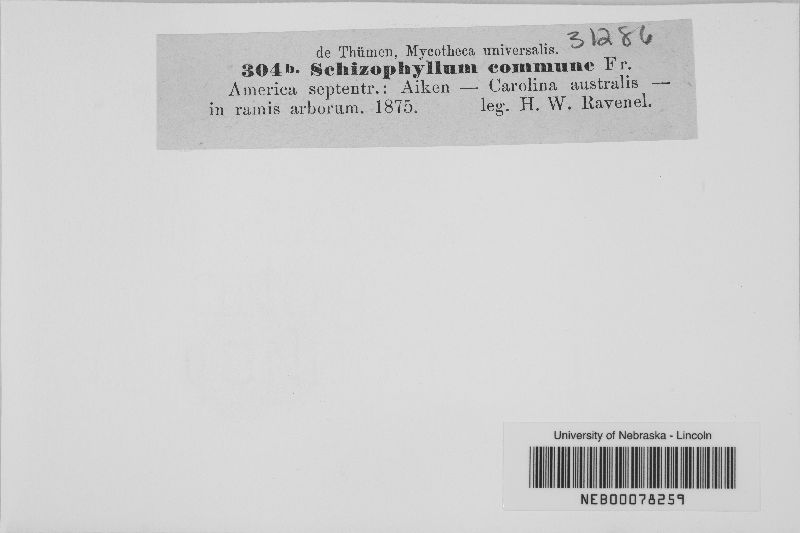 de Thümen, Mycotheca universalis. 31286
304b. Schizophyllum commune Fr.
America septentr.: Aiken — Carolina australis —
in ramis arborum. 1875. leg. H. W. Ravenel.
University of Nebraska - Lincoln
NEB00078259